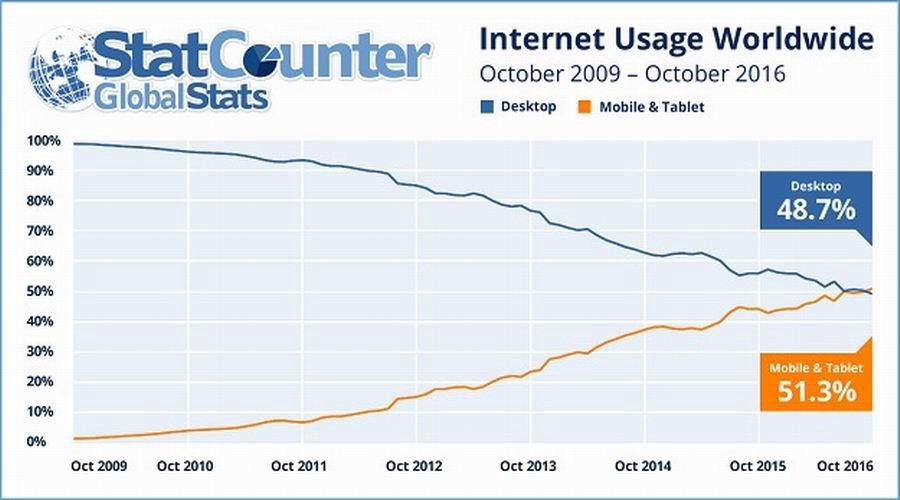 StatCounter
GlobalStats
Internet Usage Worldwide
October 2009 – October 2016
Desktop
Mobile & Tablet
100%
90%
80%
70%
60%
50%
40%
30%
20%
10%
0%
Desktop
48.7%
Mobile & Tablet
51.3%
Oct 2009
Oct 2010
Oct 2011
Oct 2012
Oct 2013
Oct 2014
Oct 2015
Oct 2016